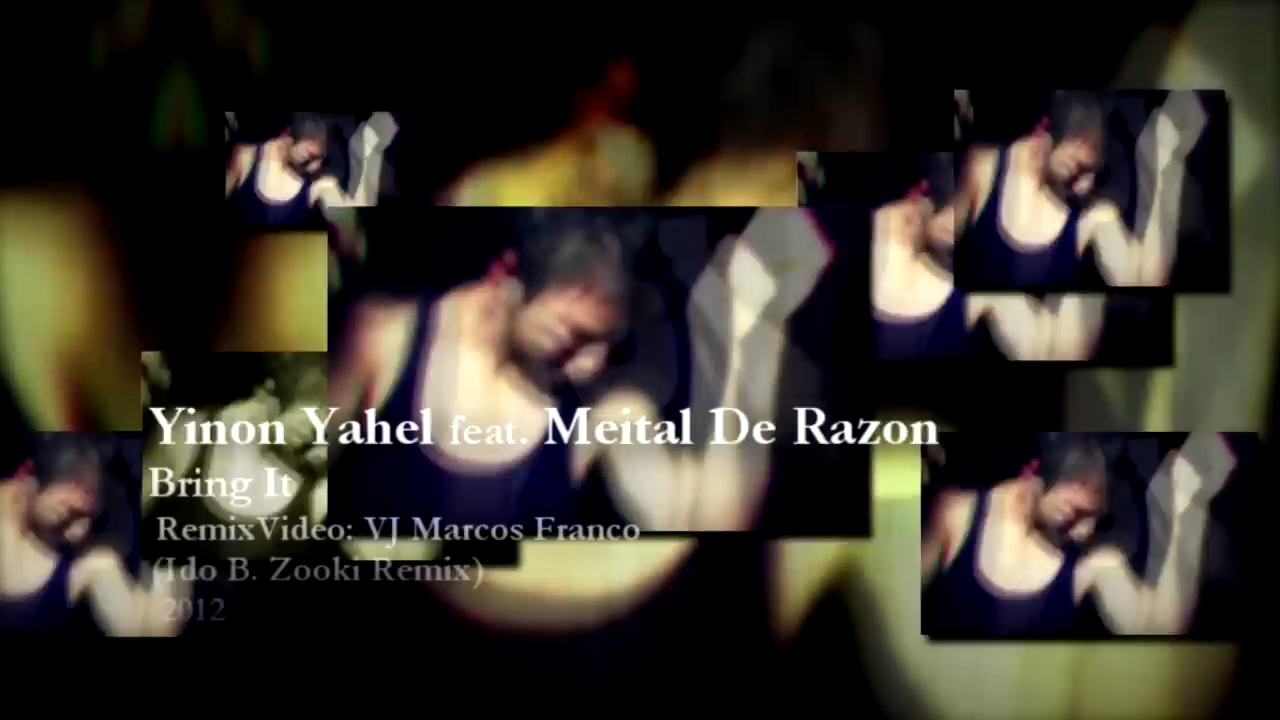 Yinon Yahel feat. Meital De Razon
Bring It
RemixVideo: VJ Marcos Franco
(Ido B. Zooki Remix)
2012